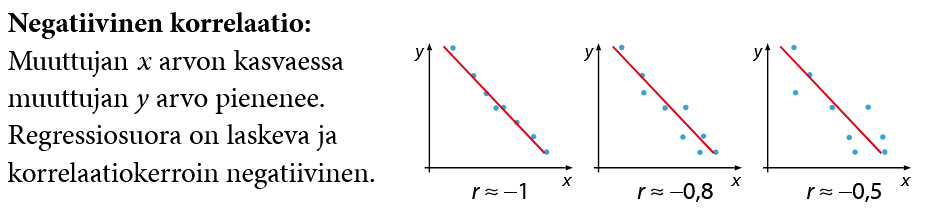 Negatiivinen korrelaatio:
Muuttujan x arvon kasvaessa
muuttujan y arvo pienenee.
Regressiosuora on laskeva ja
korrelaatiokerroin negatiivinen.
y
x
r ≈ −1
y
x
r ≈ −0,8
y
x
r ≈ −0,5